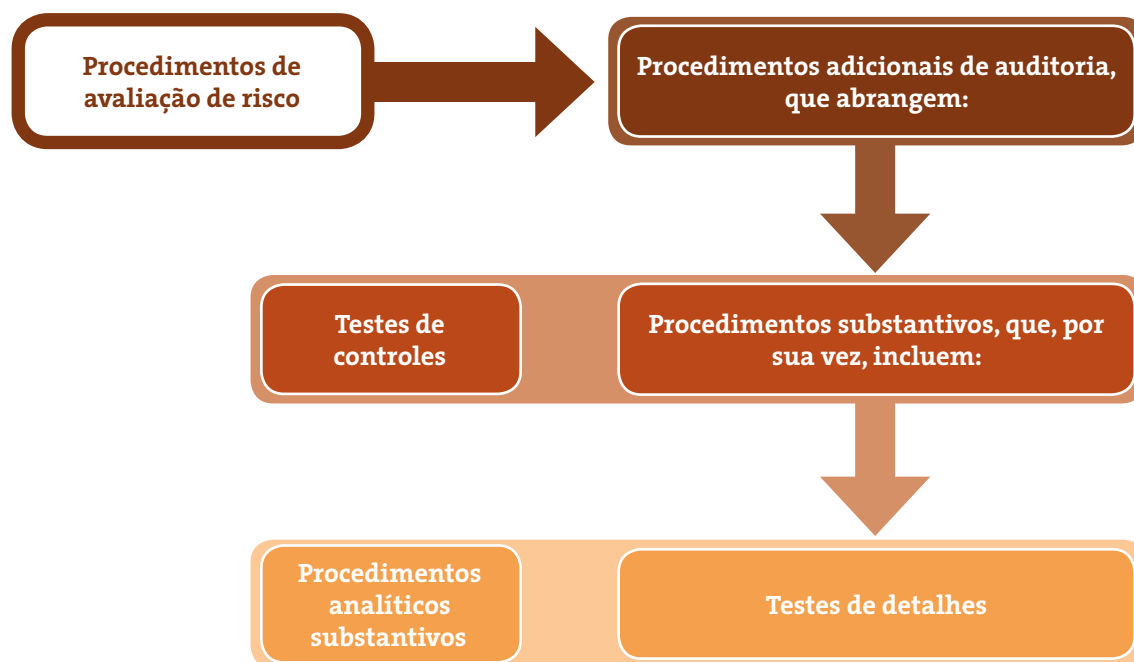 Procedimentos de
avaliação de risco
Procedimentos adicionais de auditoria,
que abrangem:
Testes de
controles
Procedimentos substantivos, que, por
sua vez, incluem:
Procedimentos
analíticos
substantivos
Testes de detalhes